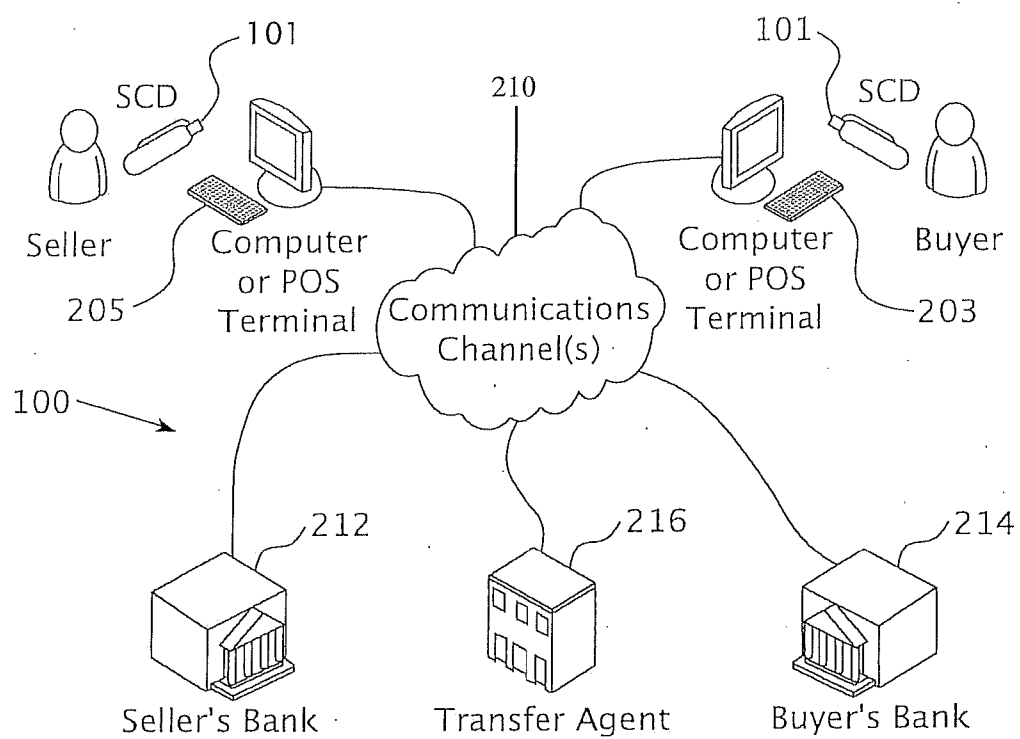 101
SCD
Seller
Computer
or POS
Terminal
205
210
101
SCD
Buyer
Computer
or POS
Terminal
203
Communications
Channel(s)
100
212
Seller's Bank
216
Transfer Agent
214
Buyer's Bank